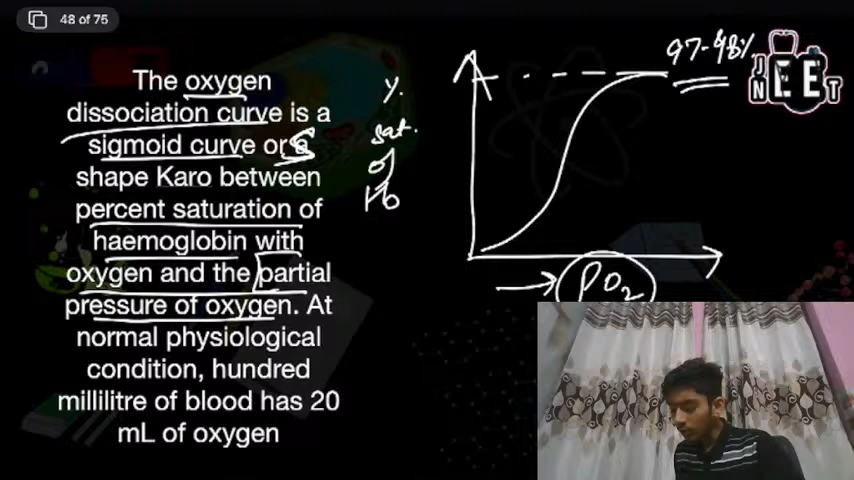 48 of 75
The oxygen
dissociation curve is a
sigmoid curve or S
shape Karo between
percent saturation of
haemoglobin with
oxygen and the partial
pressure of oxygen. At
normal physiological
condition, hundred
millilitre of blood has 20
mL of oxygen
Y.
sat.
of
Hb
97-98%
PO2
J
NEET